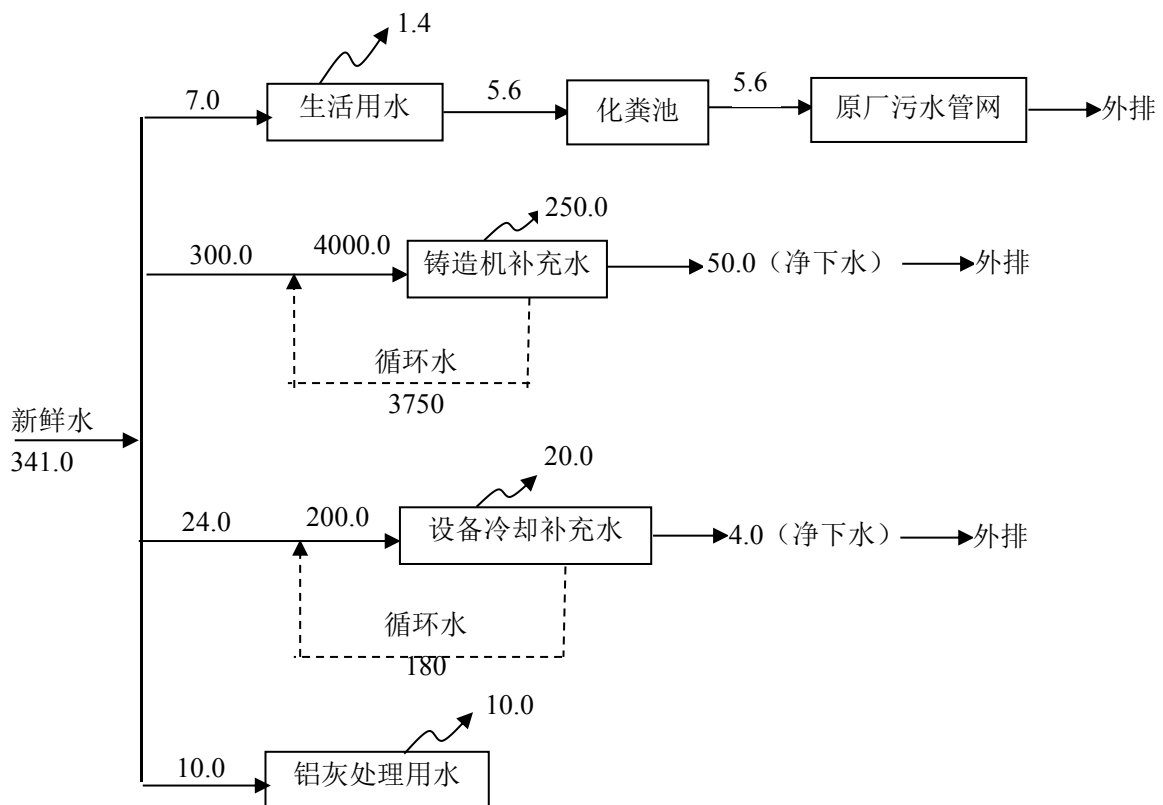 1.4
7.0
生活用水
5.6
化粪池
5.6
原厂污水管网
外排
250.0
300.0
4000.0
铸造机补充水
50.0（净下水）
外排
循环水
3750
新鲜水
341.0
20.0
24.0
200.0
设备冷却补充水
4.0（净下水）
外排
循环水
180
10.0
10.0
铝灰处理用水